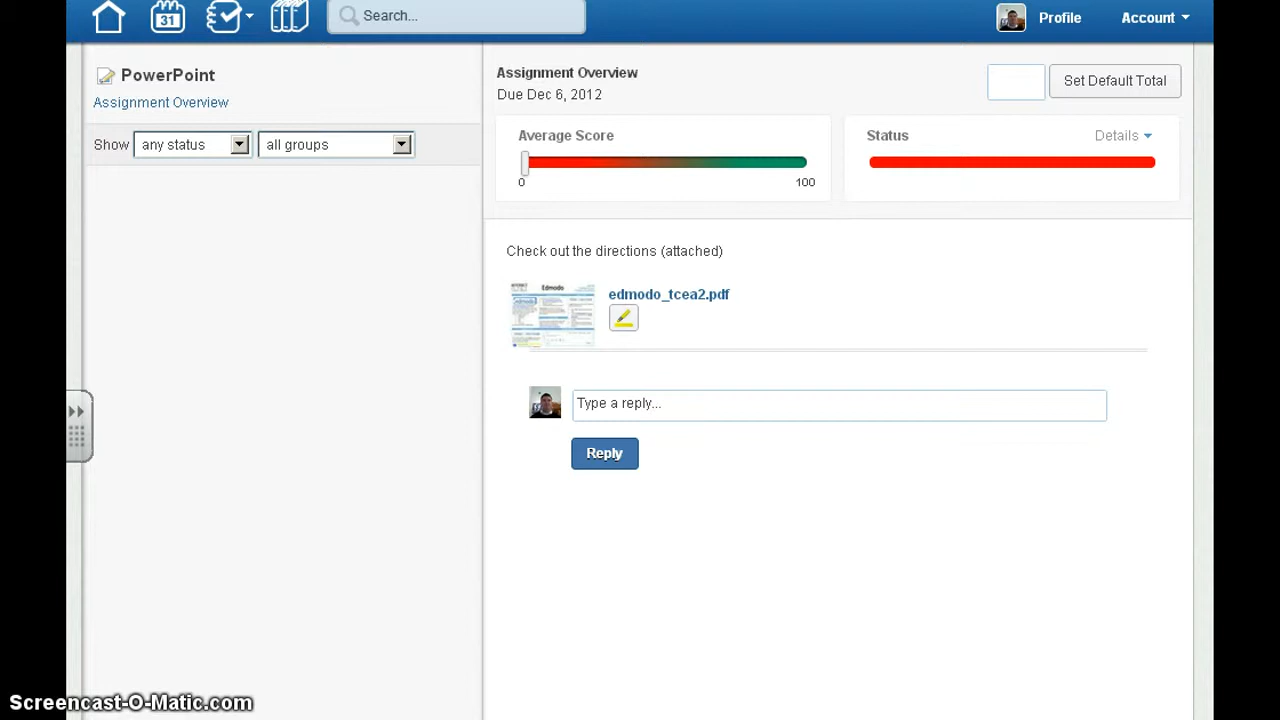 31
Search...
Profile
Account
PowerPoint
Assignment Overview
Show any status all groups
Assignment Overview
Due Dec 6, 2012
Set Default Total
Average Score
0
100
Status
Details
Check out the directions (attached)
Edmodo
edmodo_tcea2.pdf
Type a reply...
Reply
Screencast-O-Matic.com